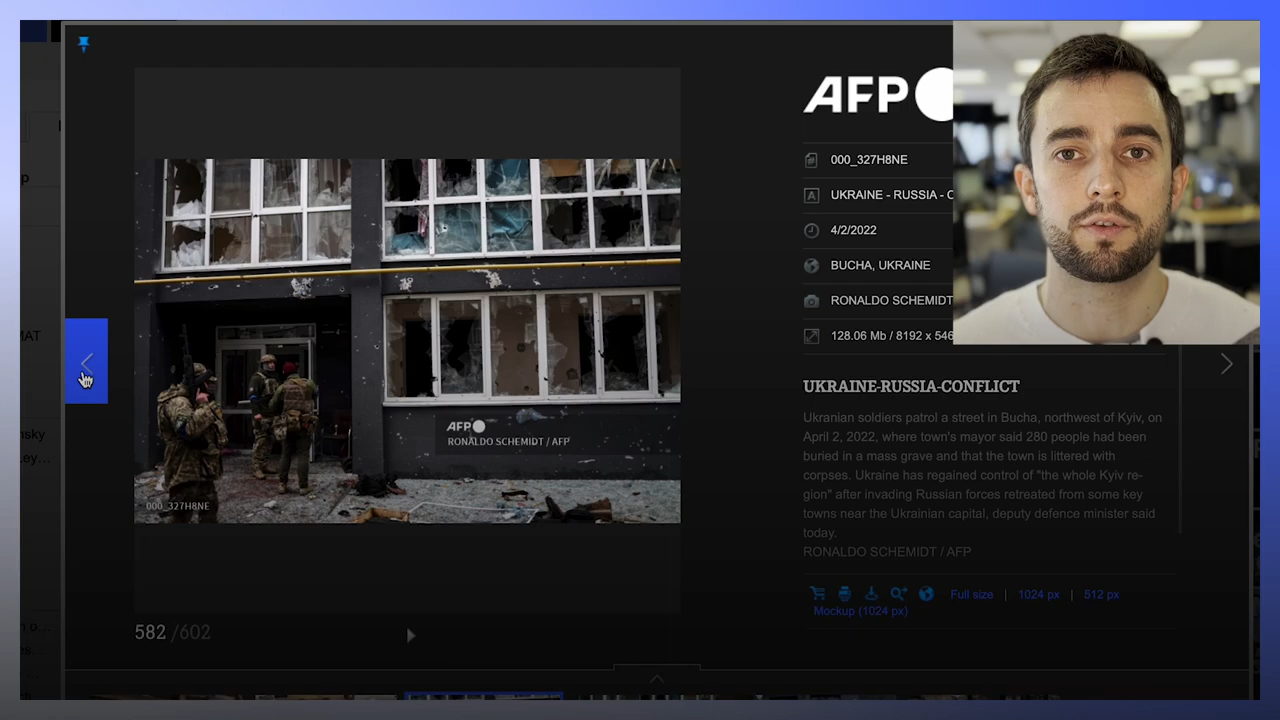 AFP
000_327H8NE
UKRAINE - RUSSIA - C
4/2/2022
BUCHA, UKRAINE
RONALDO SCHEMIDT
128.06 Mb / 8192 x 546
UKRAINE-RUSSIA-CONFLICT
Ukranian soldiers patrol a street in Bucha, northwest of Kyiv, on
April 2, 2022, where town's mayor said 280 people had been
buried in a mass grave and that the town is littered with
corpses. Ukraine has regained control of "the whole Kyiv re-
gion" after invading Russian forces retreated from some key
towns near the Ukrainian capital, deputy defence minister said
today.
RONALDO SCHEMIDT / AFP
Full size | 1024 px | 512 px
Mockup (1024 px)
AFP
RONALDO SCHEMIDT / AFP
000_327H8NE
582 /602
MAT
nsky
ey...